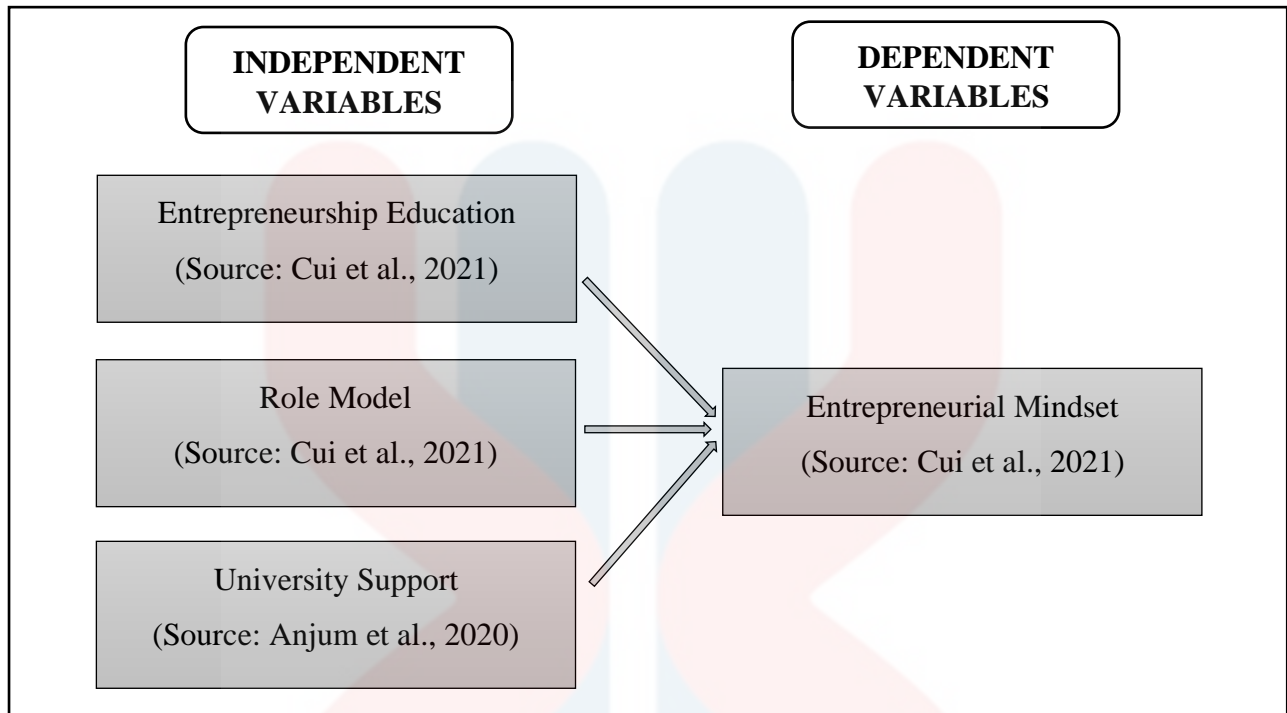 INDEPENDENT
VARIABLES
DEPENDENT
VARIABLES
Entrepreneurship Education
(Source: Cui et al., 2021)
Role Model
(Source: Cui et al., 2021)
University Support
(Source: Anjum et al., 2020)
Entrepreneurial Mindset
(Source: Cui et al., 2021)